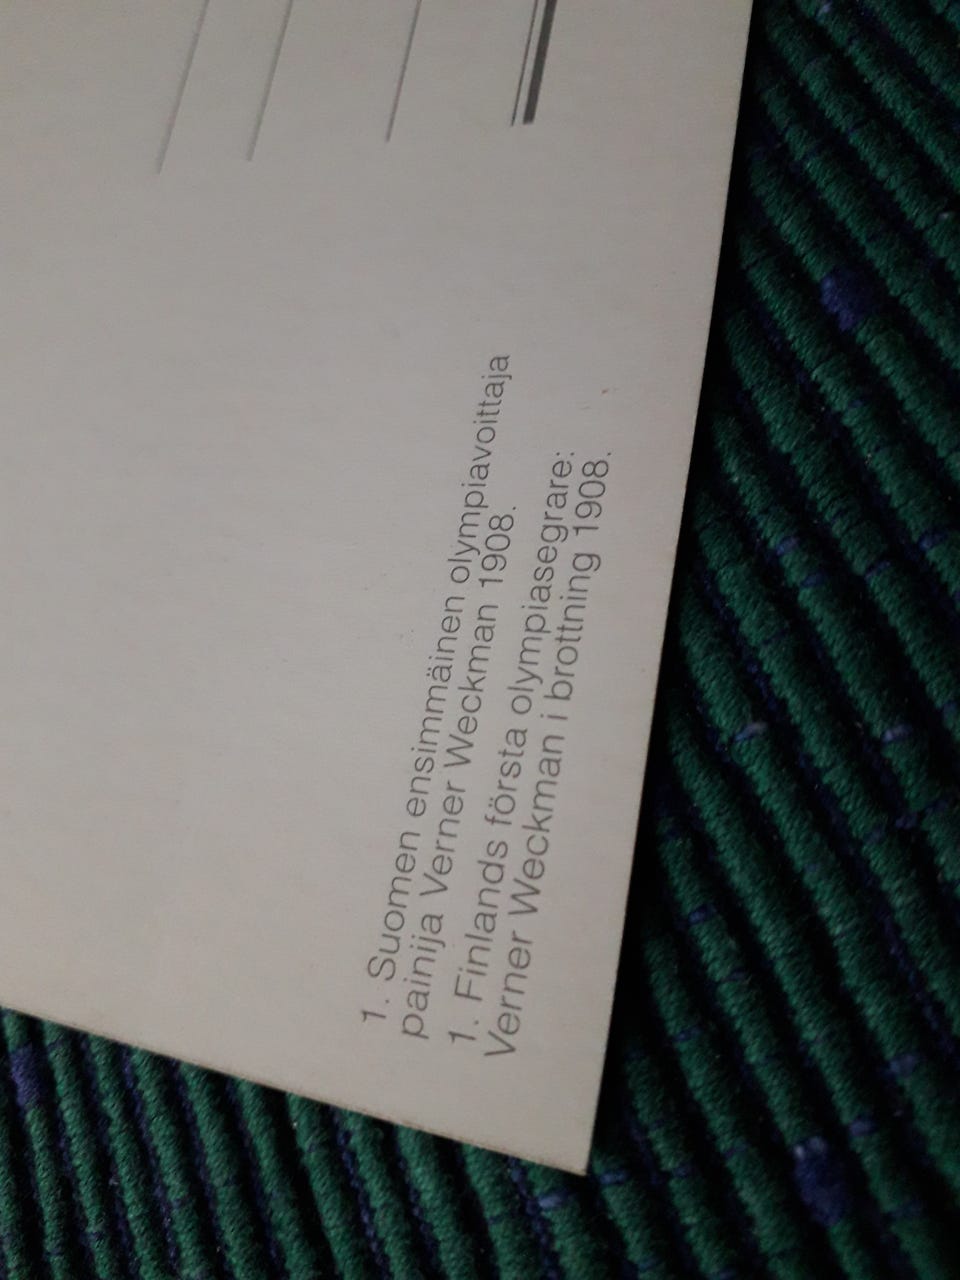 1. Suomen ensimmäinen olympiavoittaja
painija Verner Weckman 1908.
1. Finlands första olympiasegrare:
Verner Weckman i brottning 1908.